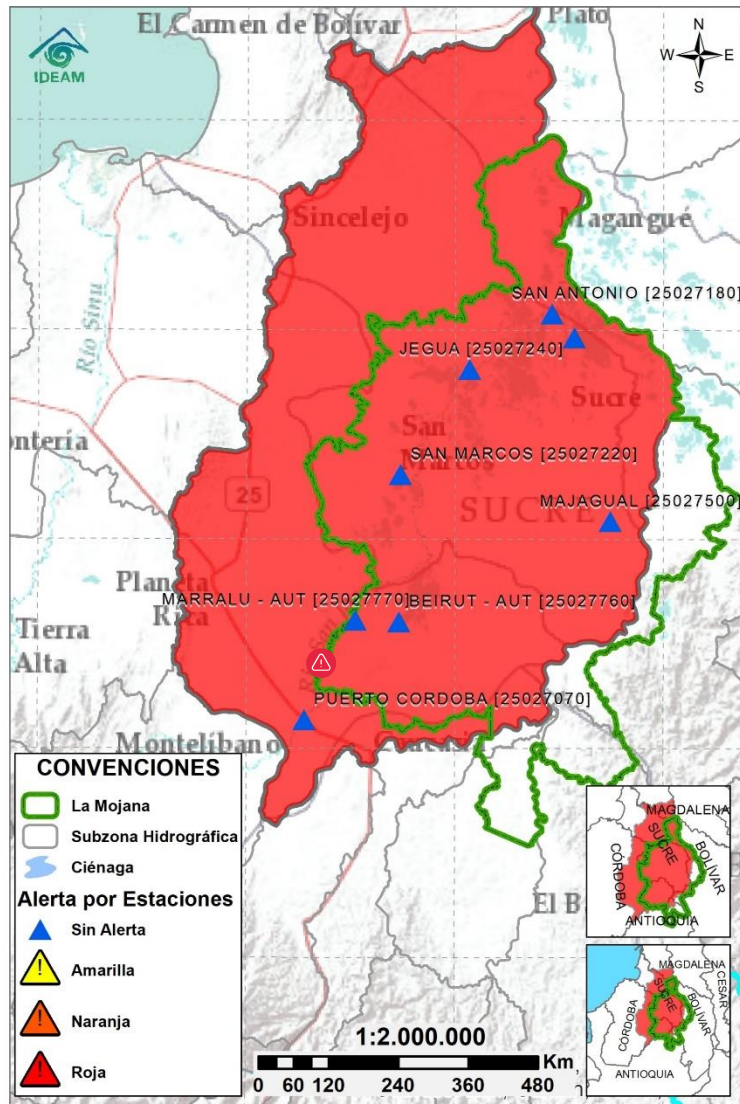 IDEAM
El Carmen de Bolívar
Plato
N
W
E
S
Sincelejo
Magangué
Río Sinu
SAN ANTONIO [25027180]
JEGUA [25027240]
Sucre
San
Marcos
SAN MARCOS [25027220]
25
SUCRE
MAJAGUAL [25027500]
Planeta
Rica
MARRALU - AUT [25027770]
BEIRUT - AUT [25027760]
Tierra
Alta
PUERTO CORDOBA [25027070]
Montelíbano
CONVENCIONES
La Mojana
Subzona Hidrográfica
Ciénaga
Alerta por Estaciones
Sin Alerta
Amarilla
Naranja
Roja
El B
1:2.000.000
Km
0 60 120 240 360 480
MAGDALENA
SUCRE
BOLÍVAR
CÓRDOBA
ANTIOQUIA
MAGDALENA
CESAR
SUCRE
BOLÍVAR
CORDOBA
ANTIOQUIA